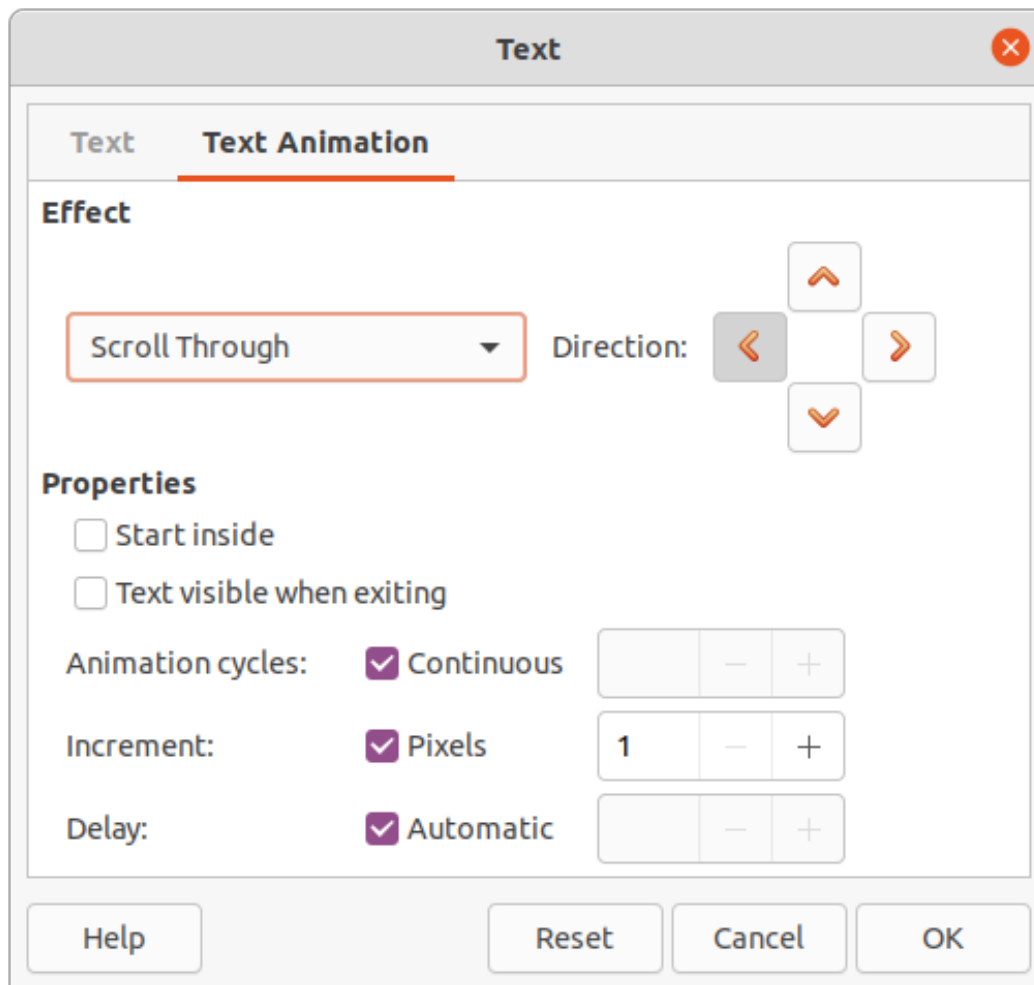 Text
Text Text Animation
Effect
Scroll Through Direction:
Properties
Start inside
Text visible when exiting
Animation cycles: Continuous
Increment: Pixels 1
Delay: Automatic
Help Reset Cancel OK